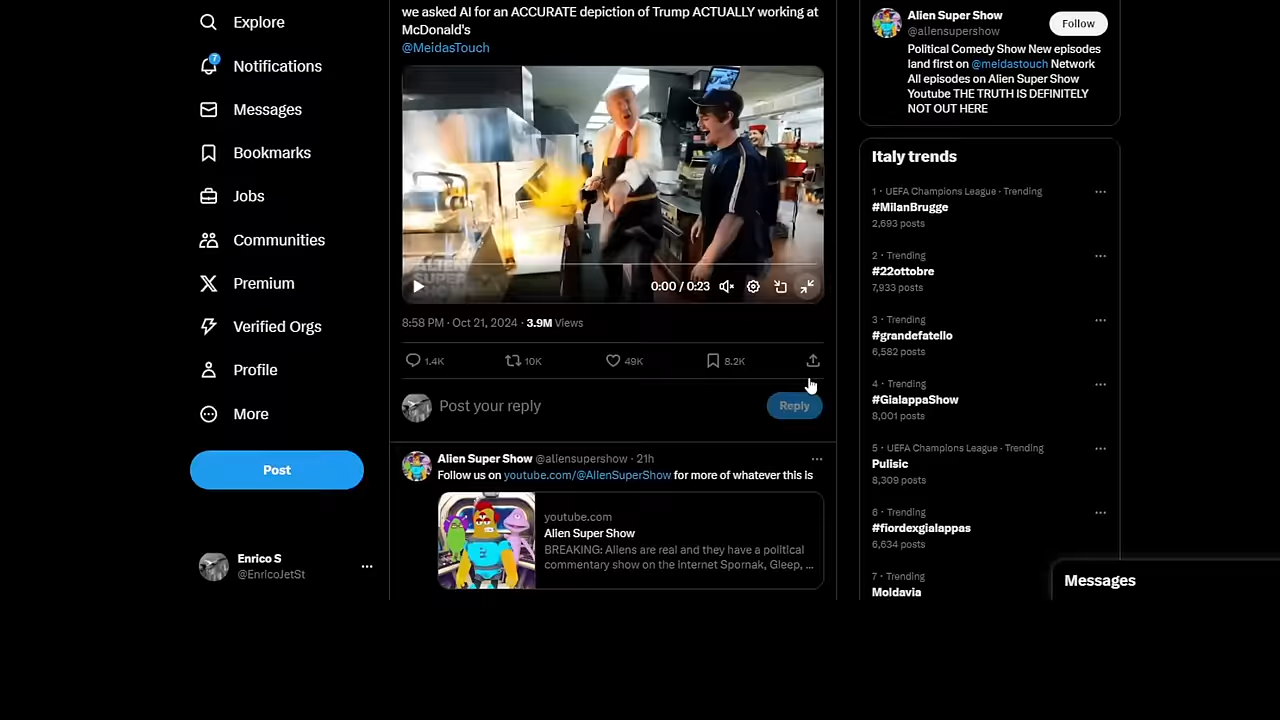 Explore
7
Notifications
Messages
Bookmarks
Jobs
Communities
Premium
Verified Orgs
Profile
More
Post
Enrico S
@EnricoJetSt
we asked AI for an ACCURATE depiction of Trump ACTUALLY working at
McDonald's
@MeidasTouch
ALIEN
SUPER
0:00 / 0:23
8:58 PM · Oct 21, 2024 · 3.9M Views
1.4K
10K
49K
8.2K
Post your reply
Reply
Alien Super Show @aliensupershow · 21h
Follow us on youtube.com/@AlienSuperShow for more of whatever this is
youtube.com
Alien Super Show
BREAKING: Aliens are real and they have a political
commentary show on the internet Spornak, Gleep, ...
Alien Super Show
@aliensupershow
Follow
Political Comedy Show New episodes
land first on @meidastouch Network
All episodes on Alien Super Show
Youtube THE TRUTH IS DEFINITELY
NOT OUT HERE
Italy trends
1 · UEFA Champions League · Trending
#MilanBrugge
2,693 posts
2 · Trending
#22ottobre
7,933 posts
3 · Trending
#grandefatello
6,582 posts
4 · Trending
#GialappaShow
8,001 posts
5 · UEFA Champions League · Trending
Pulisic
8,309 posts
6 · Trending
#fiordexgialappas
6,634 posts
7 · Trending
Moldavia
Messages